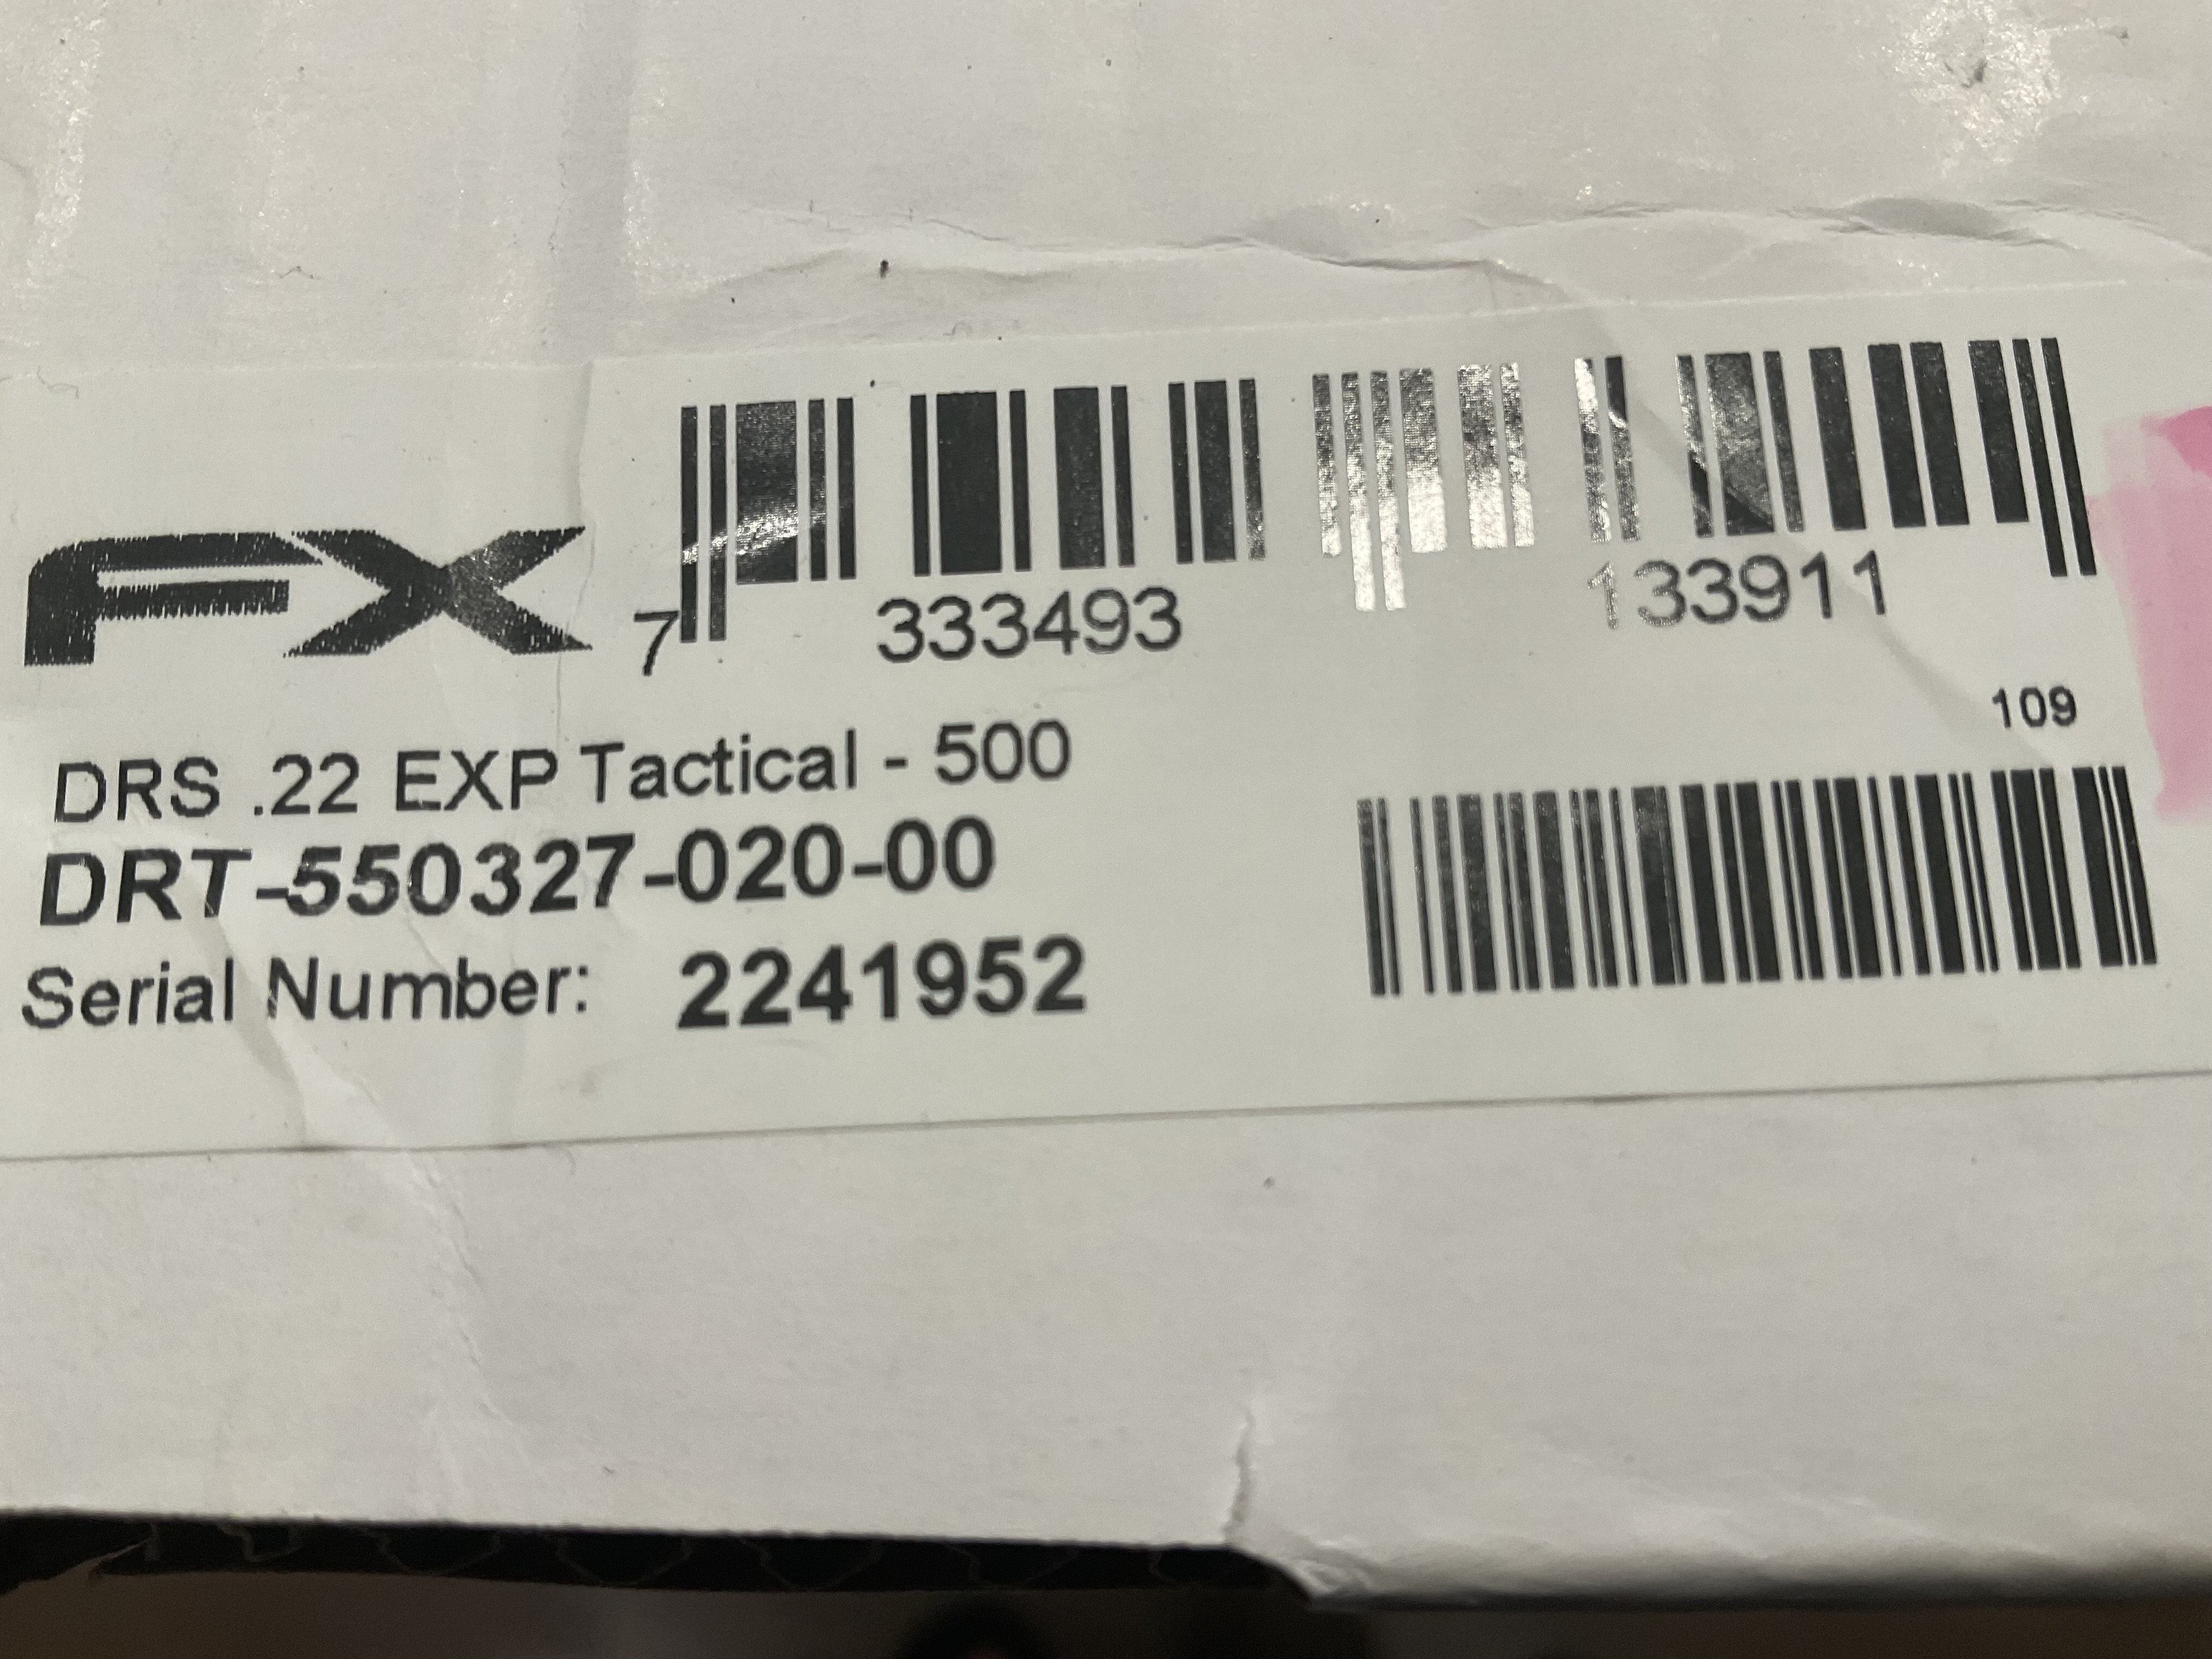 FX
7 333493 133911
109
DRS .22 EXP Tactical - 500
DRT-550327-020-00
Serial Number: 2241952